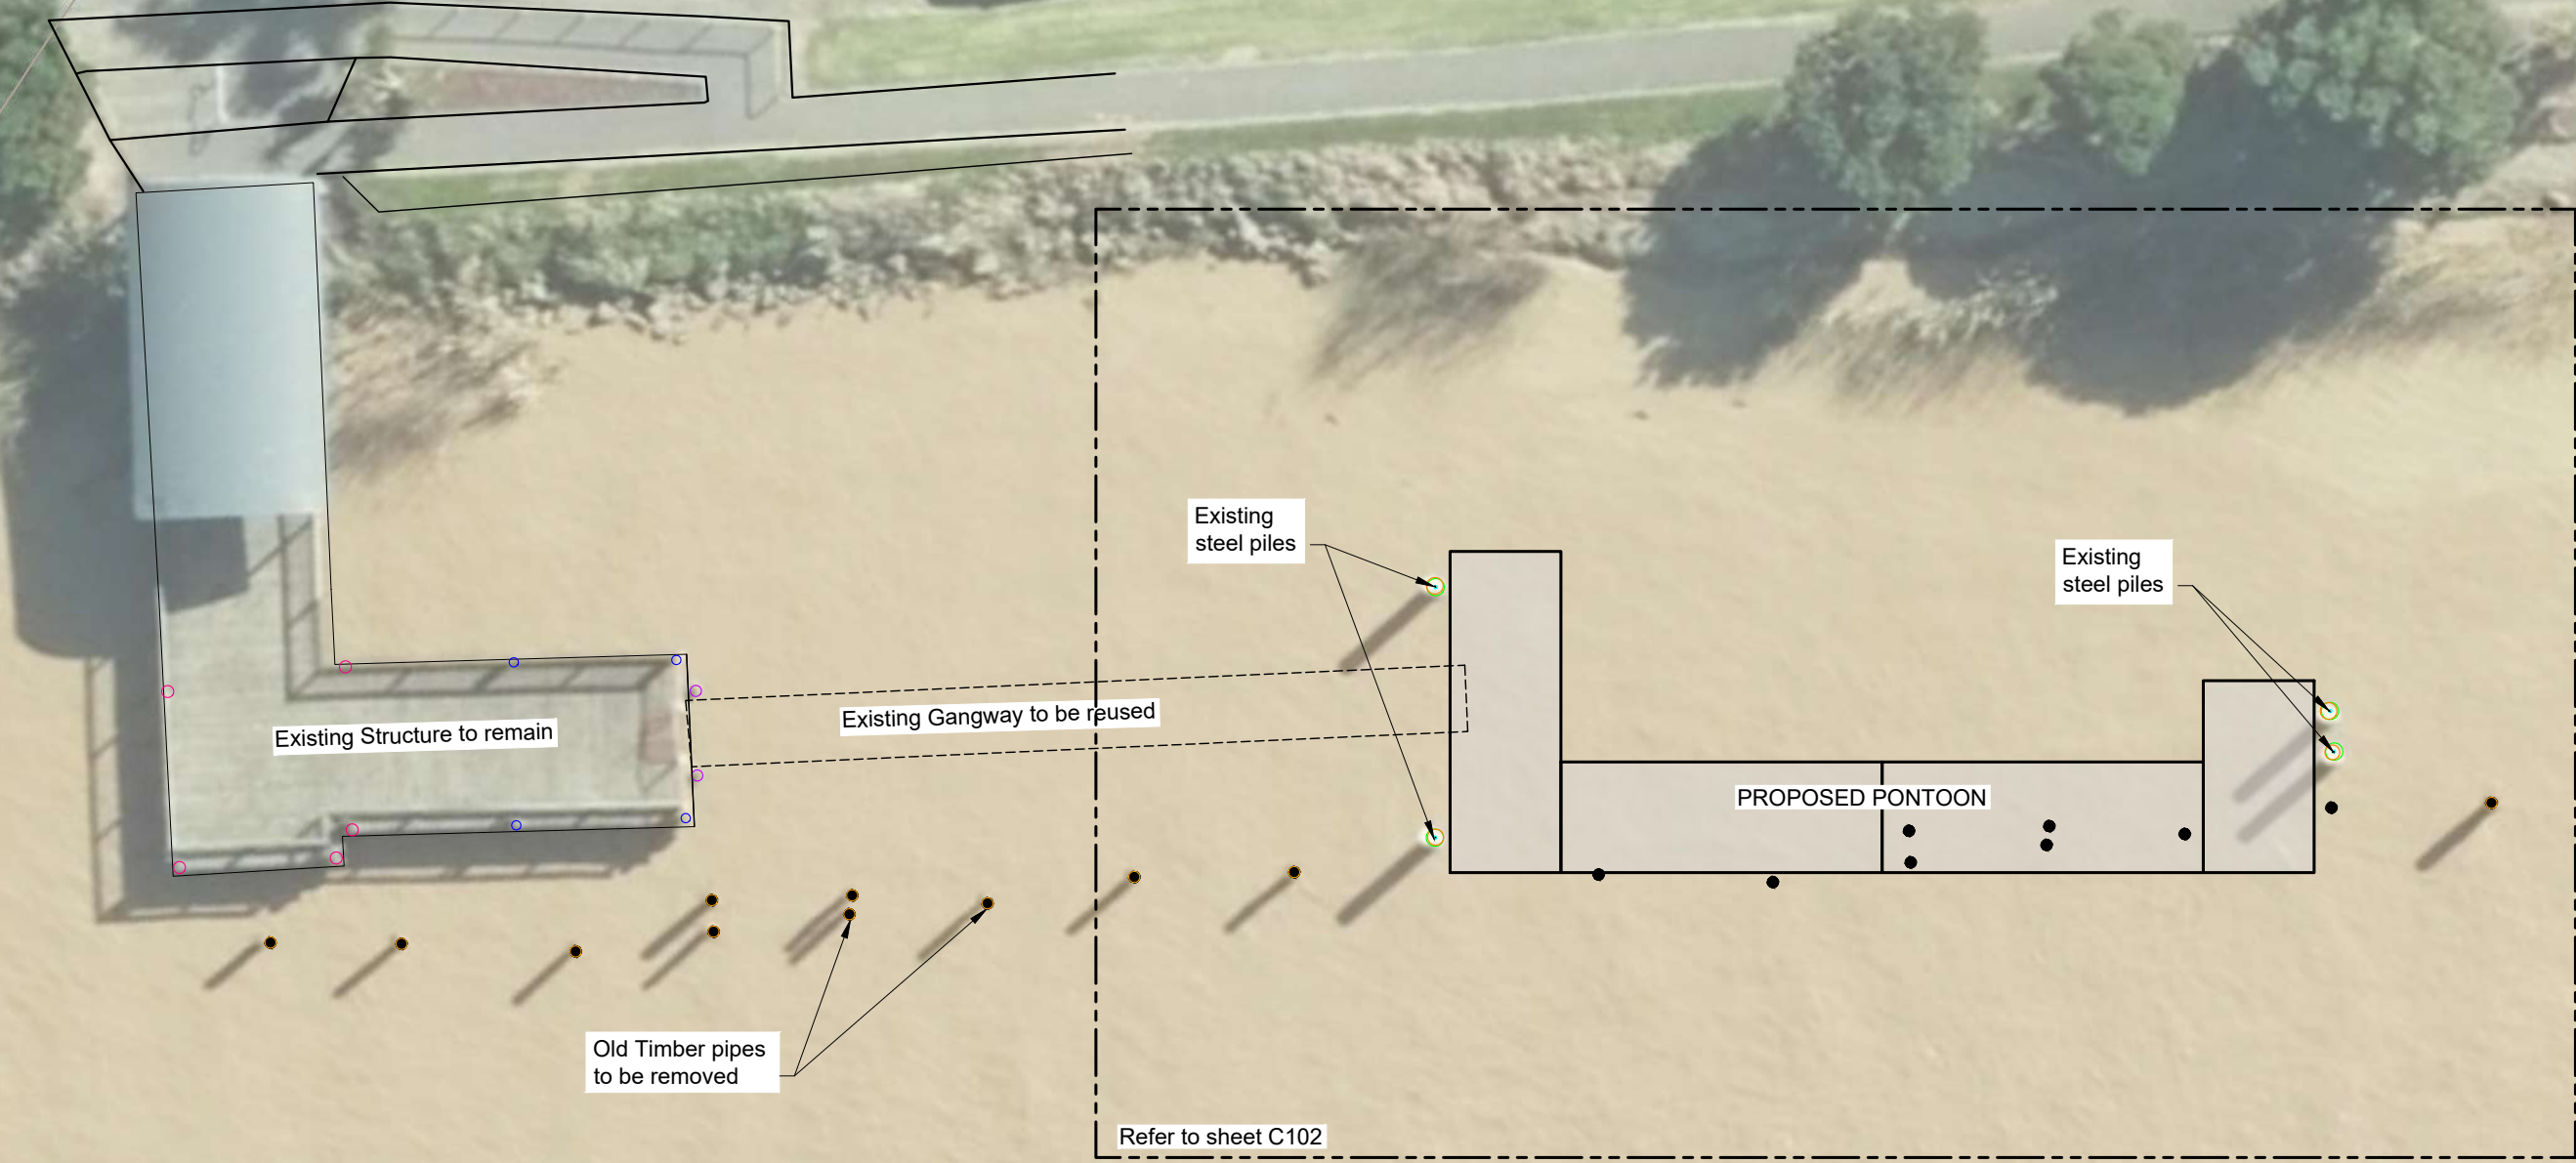 Existing
steel piles
Existing
steel piles
Existing Structure to remain
Existing Gangway to be reused
PROPOSED PONTOON
Old Timber pipes
to be removed
Refer to sheet C102